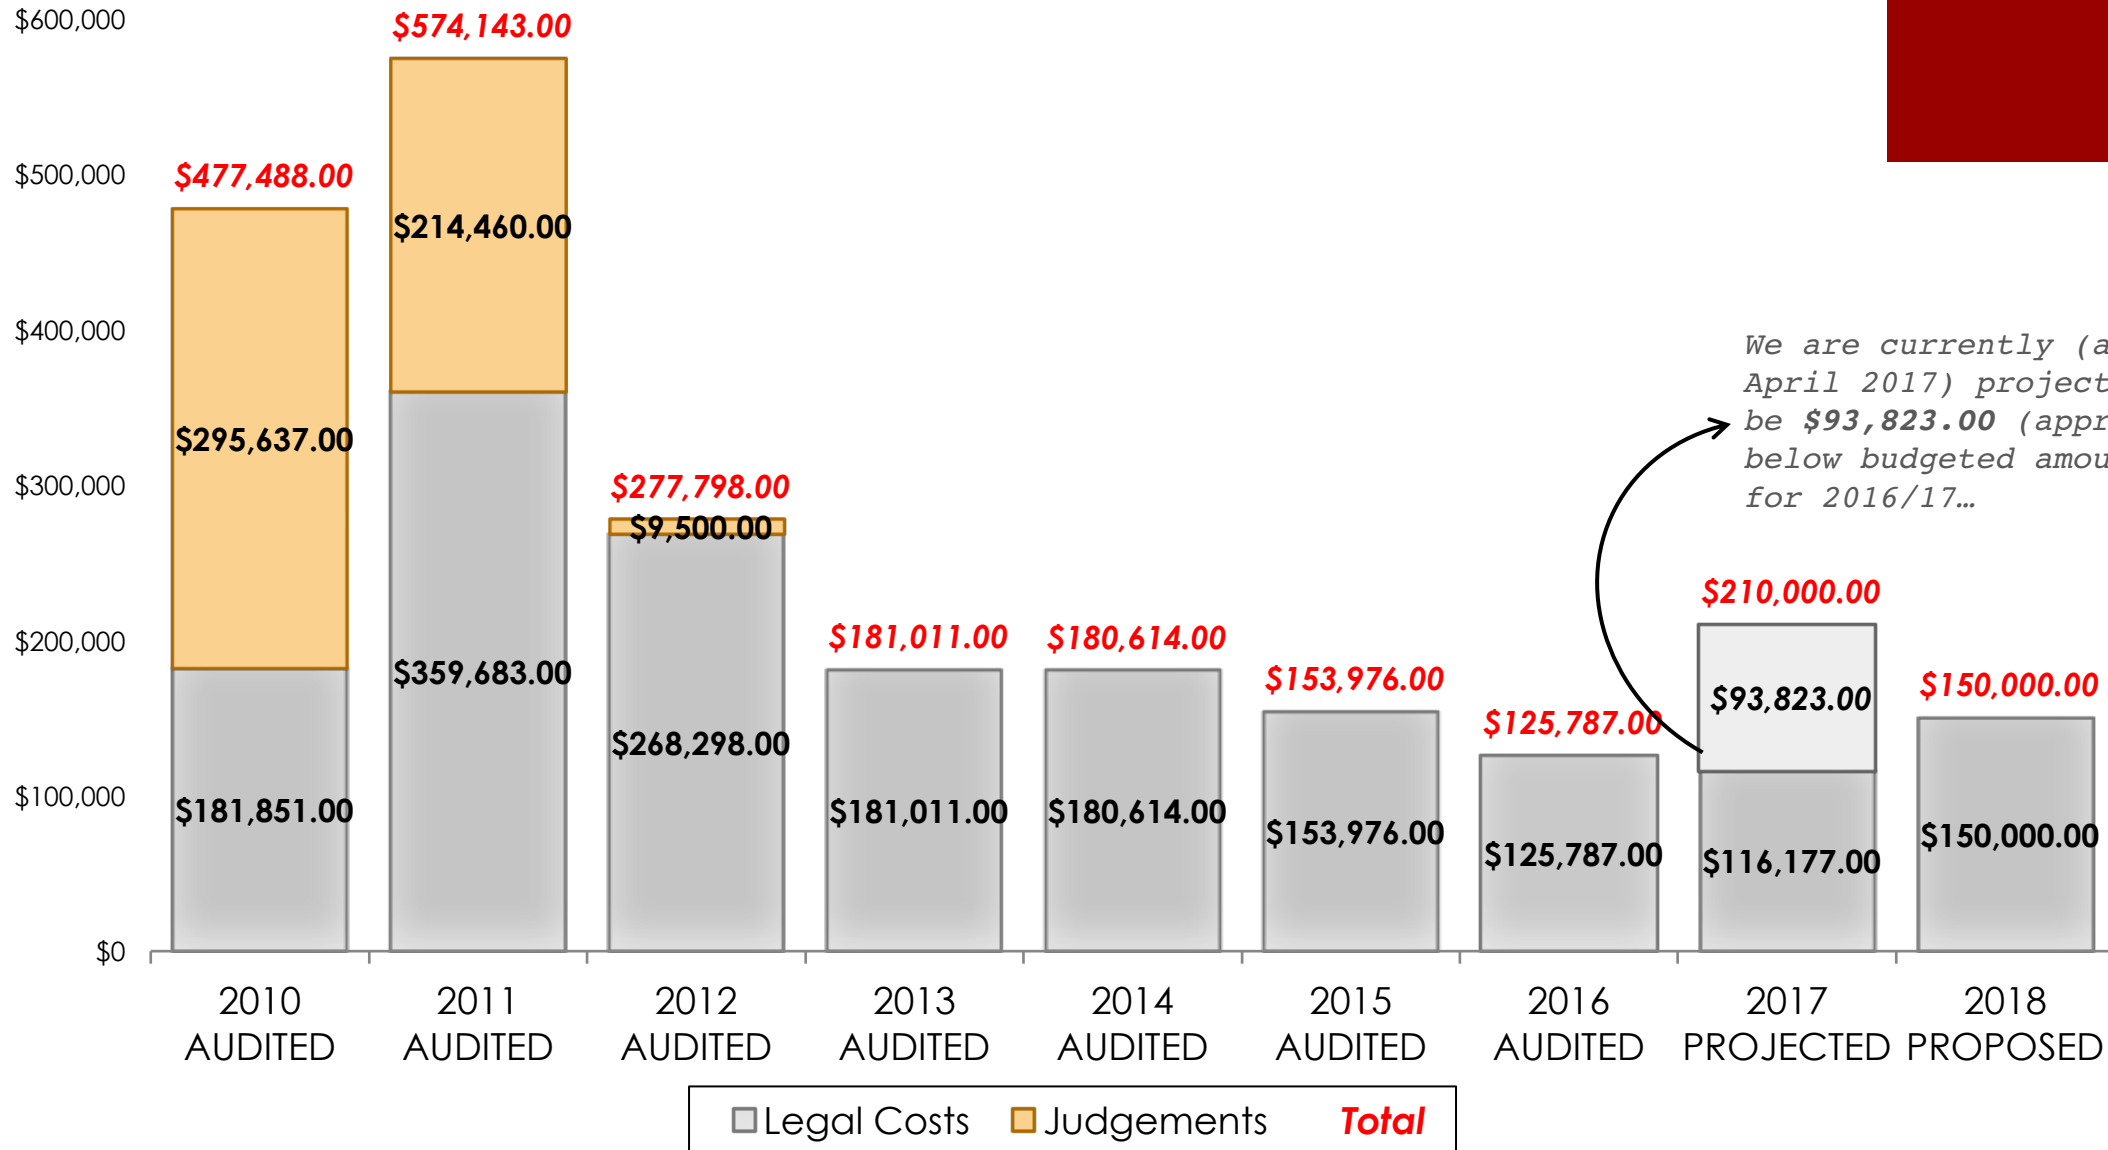 $600,000
$500,000
$400,000
$300,000
$200,000
$100,000
$0
$477,488.00
$295,637.00
$181,851.00
$574,143.00
$214,460.00
$359,683.00
$277,798.00
$9,500.00
$268,298.00
$181,011.00
$181,011.00
$180,614.00
$180,614.00
$153,976.00
$153,976.00
$125,787.00
$125,787.00
We are currently (a
April 2017) project
be $93,823.00 (appr
below budgeted amou
for 2016/17…
$210,000.00
$93,823.00
$116,177.00
$150,000.00
$150,000.00
2010
AUDITED
2011
AUDITED
2012
AUDITED
2013
AUDITED
2014
AUDITED
2015
AUDITED
2016
AUDITED
2017
PROJECTED
2018
PROPOSED
Legal Costs Judgements Total